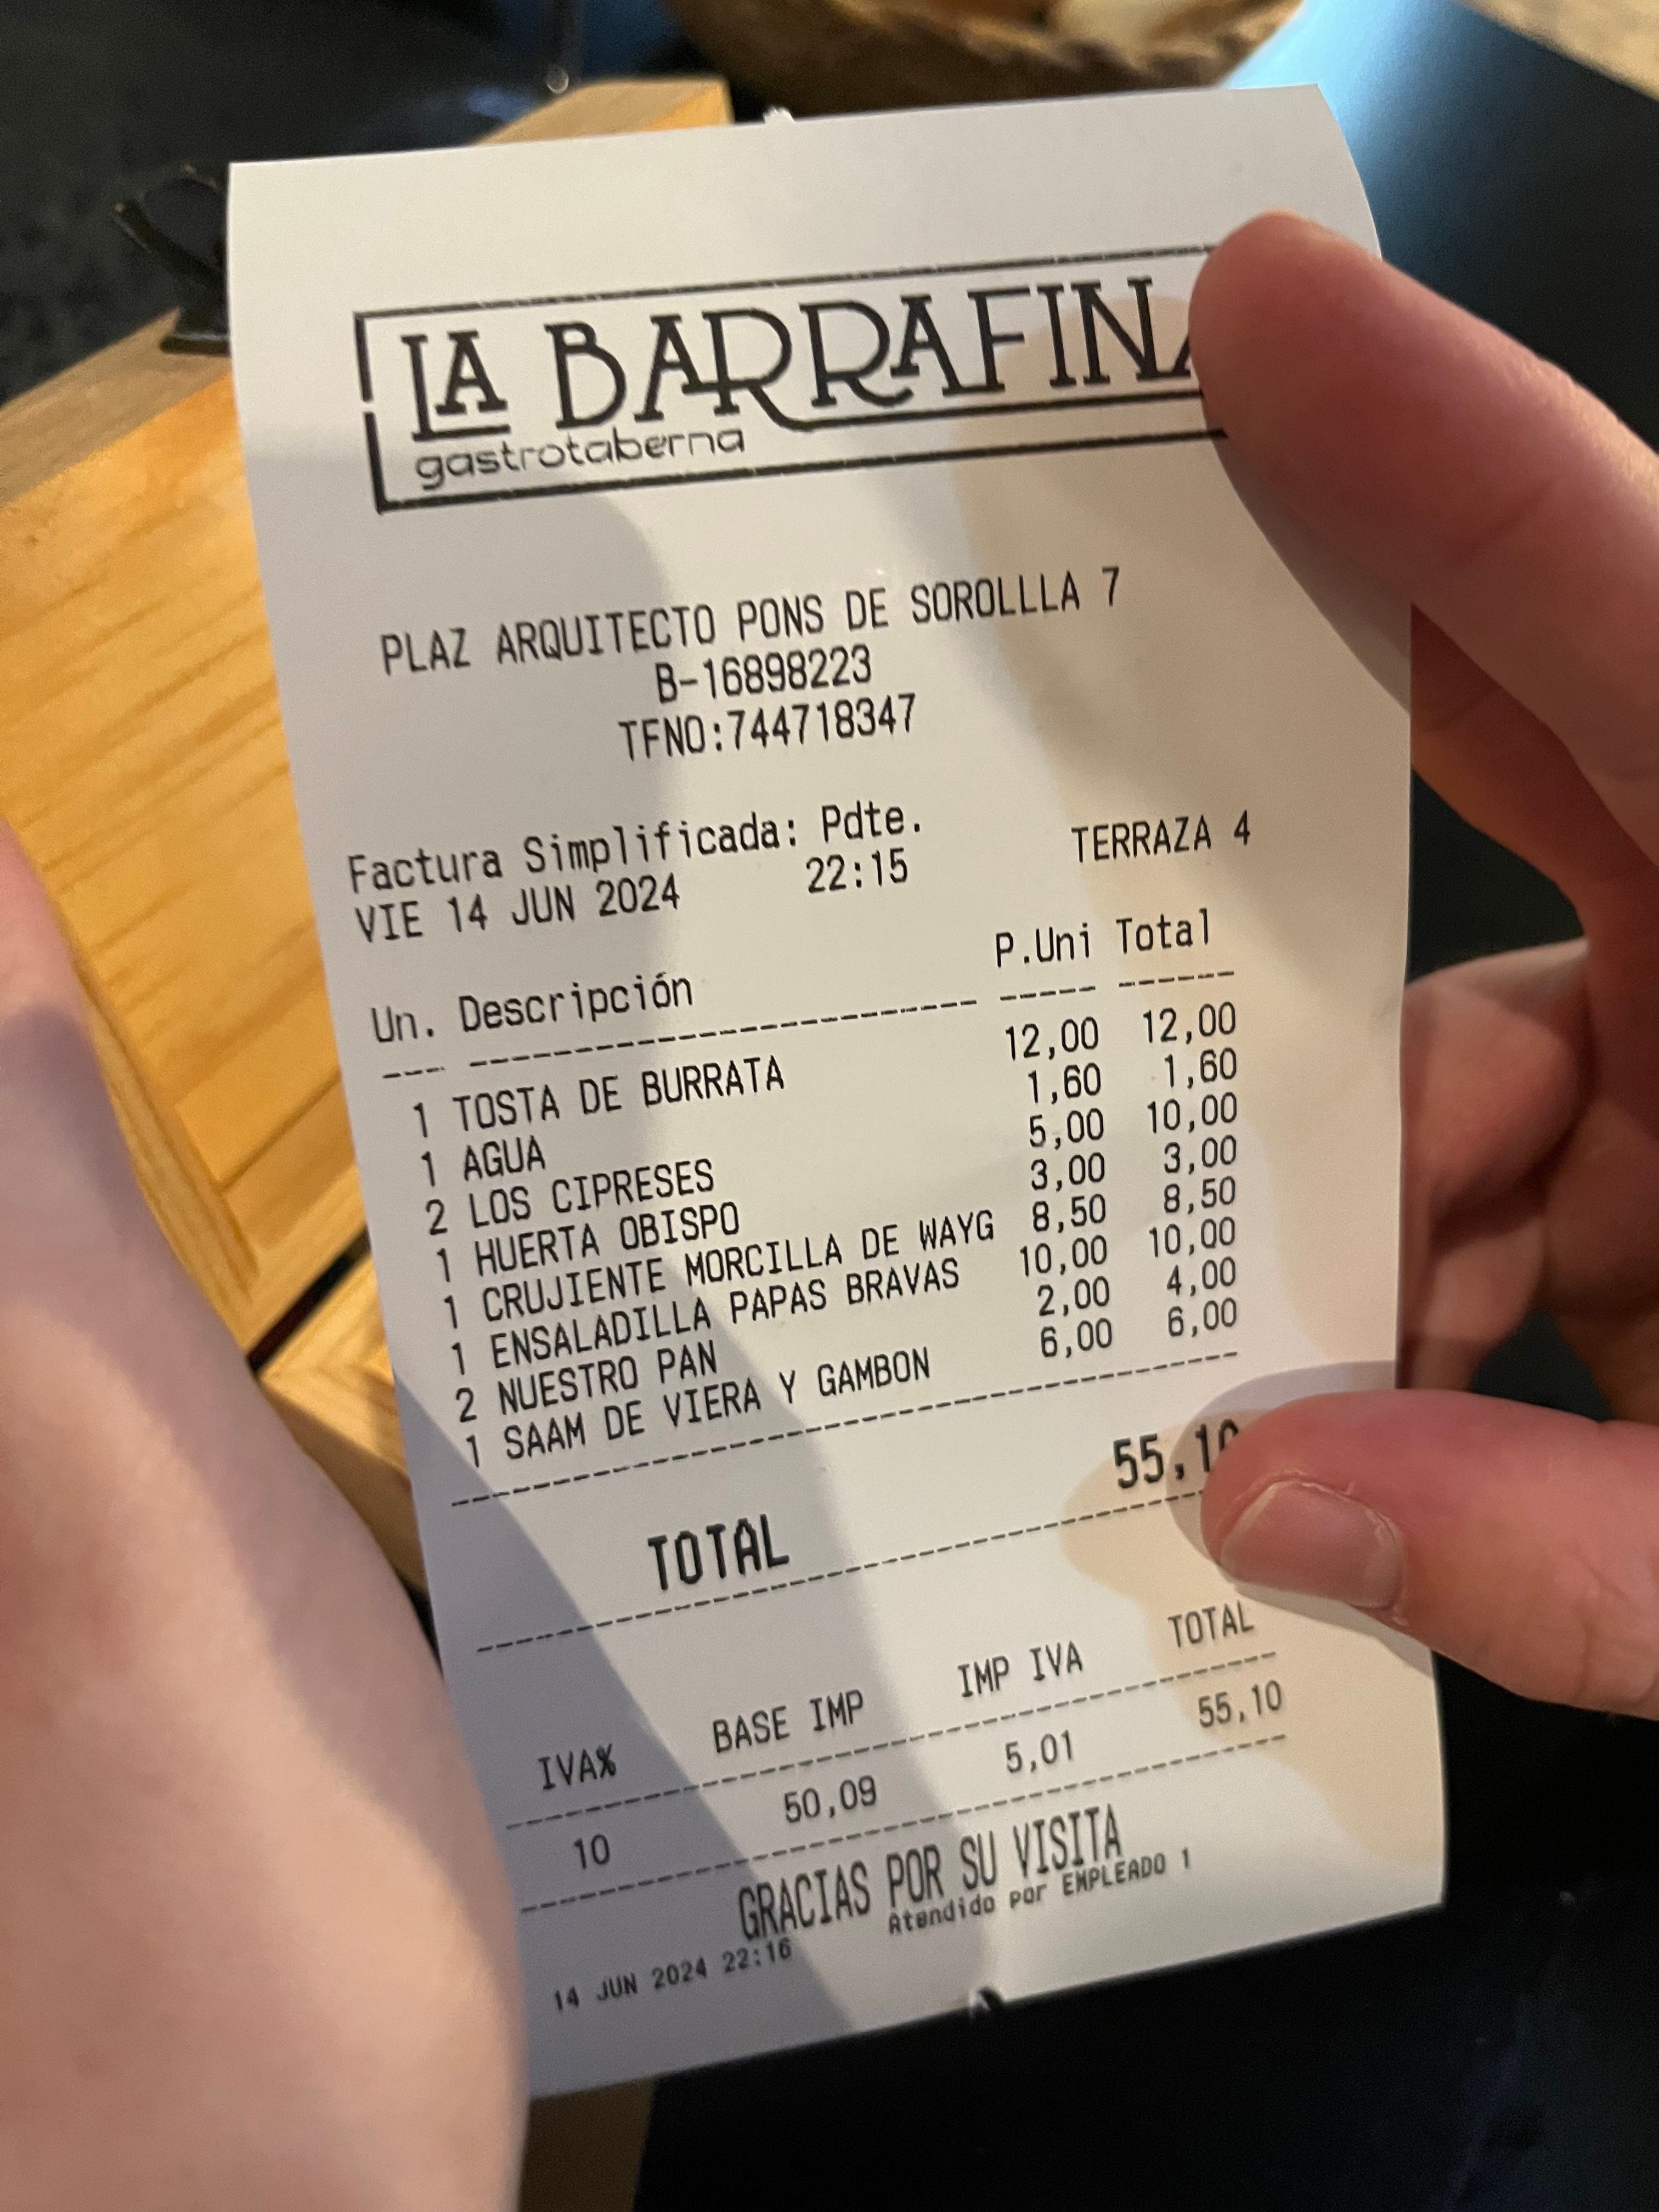 LA BARRAFINA
gastrotaberna
PLAZ ARQUITECTO PONS DE SOROLLLA 7
B-16898223
TFNO:744718347
Factura Simplificada: Pdte.
VIE 14 JUN 2024 22:15 TERRAZA 4
Un. Descripción P.Uni Total
1 TOSTA DE BURRATA 12,00 12,00
1 AGUA 1,60 1,60
2 LOS CIPRESES 5,00 10,00
1 HUERTA OBISPO 3,00 3,00
1 CRUJIENTE MORCILLA DE WAYG 8,50 8,50
1 ENSALADILLA PAPAS BRAVAS 10,00 10,00
2 NUESTRO PAN 2,00 4,00
1 SAAM DE VIERA Y GAMBON 6,00 6,00
TOTAL 55,10
IVA% BASE IMP IMP IVA TOTAL
10 50,09 5,01 55,10
GRACIAS POR SU VISITA
Atendido por EMPLEADO 1
14 JUN 2024 22:16